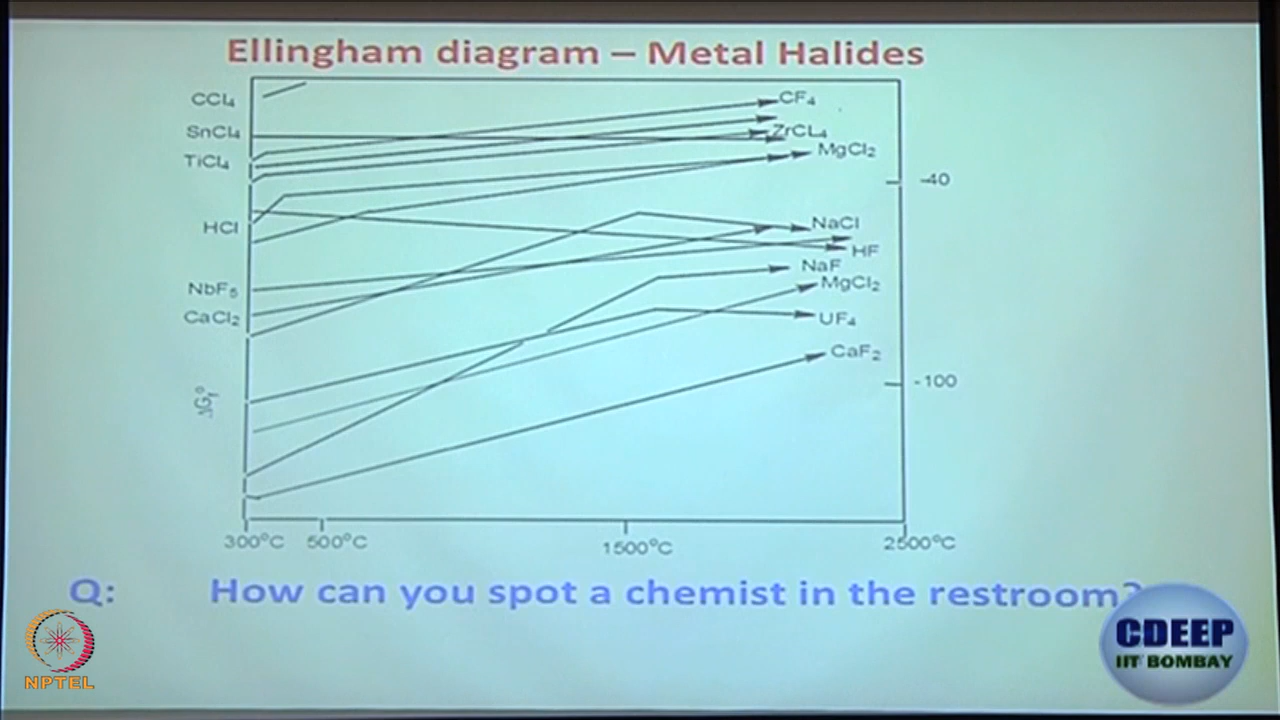 Ellingham diagram – Metal Halides
CCl₄
CF₄
SnCl₄
ZrCL₄
TiCl₄
MgCl₂
-40
HCl
NaCl
HF
NaF
NbF₅
MgCl₂
CaCl₂
UF₄
CaF₂
-100
ΔG°f
300°C 500°C 1500°C 2500°C
Q: How can you spot a chemist in the restroom?
NPTEL
CDEEP
IIT BOMBAY